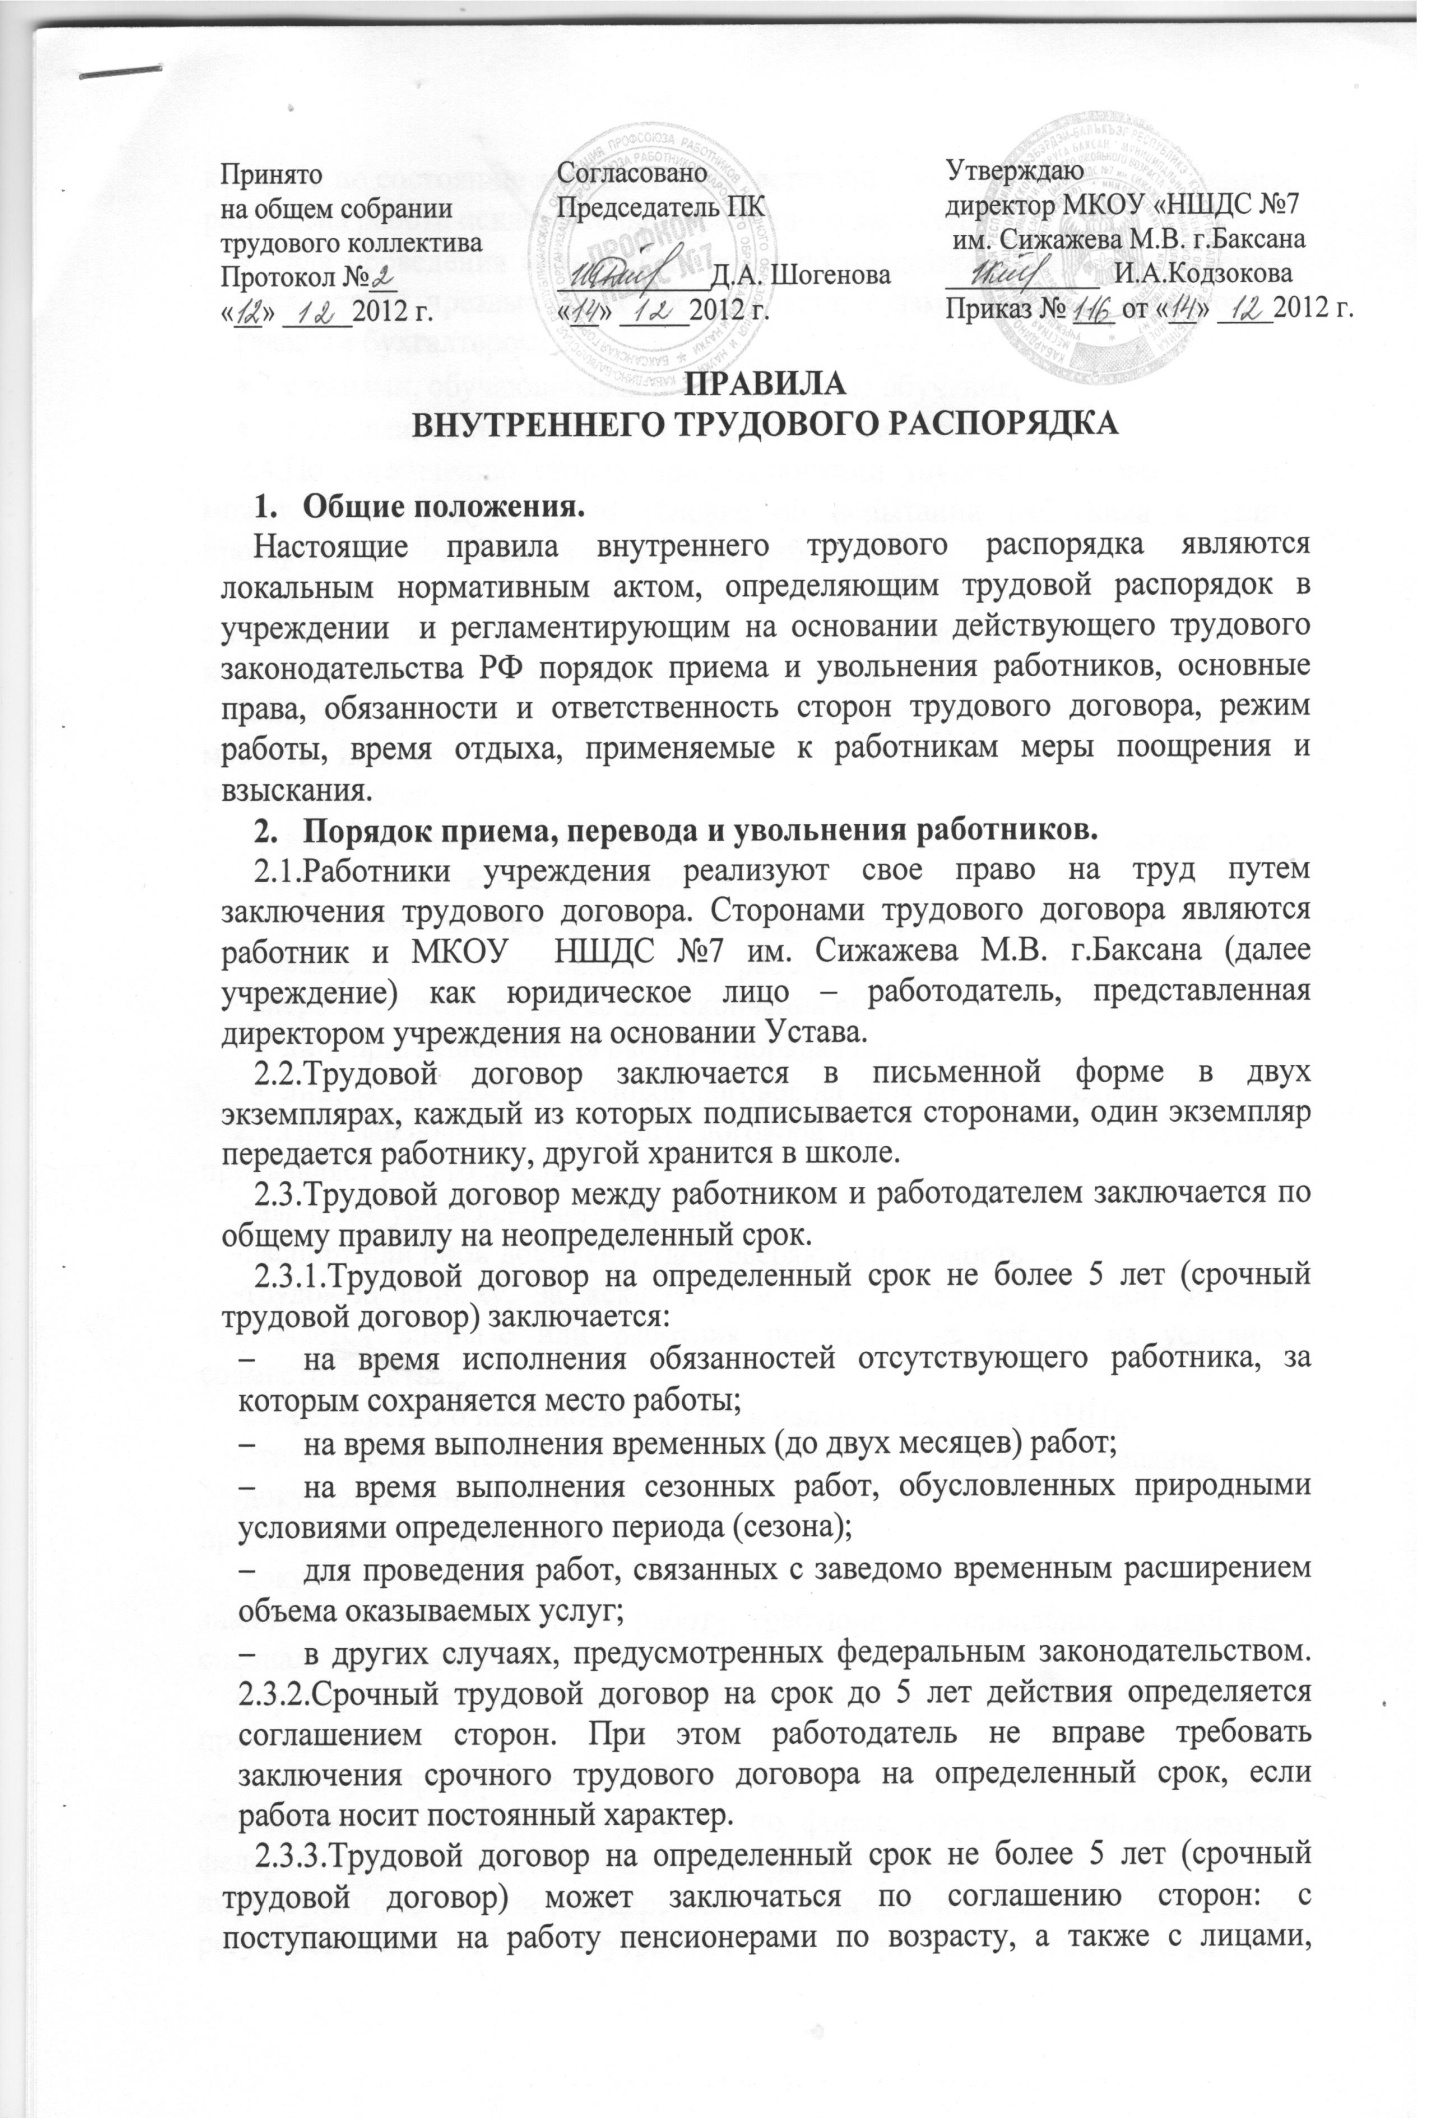 Принято
на общем собрании
трудового коллектива
Протокол № 2
«12» 12 2012 г.
Согласовано
Председатель ПК
Д.А. Шогенова
«14» 12 2012 г.
ПРОФКОМ
НШДС №7
Утверждаю
директор МКОУ «НШДС №7
им. Сижажева М.В. г.Баксана
И.А.Кодзокова
Приказ № 116 от «14» 12 2012 г.
ПРАВИЛА
ВНУТРЕННЕГО ТРУДОВОГО РАСПОРЯДКА
1. Общие положения.
Настоящие правила внутреннего трудового распорядка являются
локальным нормативным актом, определяющим трудовой распорядок в
учреждении и регламентирующим на основании действующего трудового
законодательства РФ порядок приема и увольнения работников, основные
права, обязанности и ответственность сторон трудового договора, режим
работы, время отдыха, применяемые к работникам меры поощрения и
взыскания.
2. Порядок приема, перевода и увольнения работников.
2.1.Работники учреждения реализуют свое право на труд путем
заключения трудового договора. Сторонами трудового договора являются
работник и МКОУ НШДС №7 им. Сижажева М.В. г.Баксана (далее
учреждение) как юридическое лицо – работодатель, представленная
директором учреждения на основании Устава.
2.2.Трудовой договор заключается в письменной форме в двух
экземплярах, каждый из которых подписывается сторонами, один экземпляр
передается работнику, другой хранится в школе.
2.3.Трудовой договор между работником и работодателем заключается по
общему правилу на неопределенный срок.
2.3.1.Трудовой договор на определенный срок не более 5 лет (срочный
трудовой договор) заключается:
– на время исполнения обязанностей отсутствующего работника, за
которым сохраняется место работы;
– на время выполнения временных (до двух месяцев) работ;
– на время выполнения сезонных работ, обусловленных природными
условиями определенного периода (сезона);
– для проведения работ, связанных с заведомо временным расширением
объема оказываемых услуг;
– в других случаях, предусмотренных федеральным законодательством.
2.3.2.Срочный трудовой договор на срок до 5 лет действия определяется
соглашением сторон. При этом работодатель не вправе требовать
заключения срочного трудового договора на определенный срок, если
работа носит постоянный характер.
2.3.3.Трудовой договор на определенный срок не более 5 лет (срочный
трудовой договор) может заключаться по соглашению сторон: с
поступающими на работу пенсионерами по возрасту, а также с лицами,